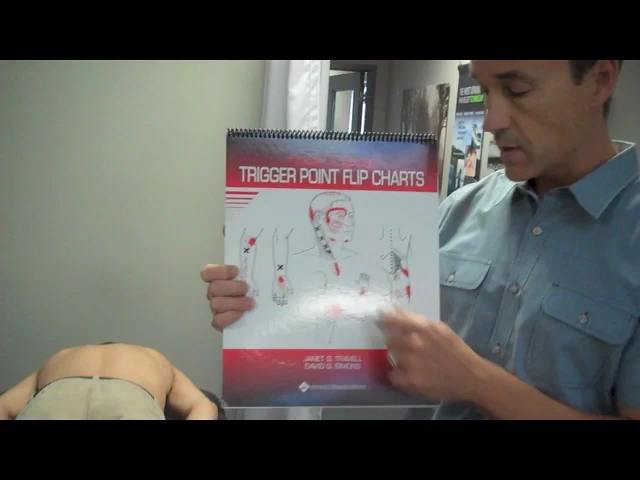 TRIGGER POINT FLIP CHARTS
JANET G. TRAVELL
DAVID G. SIMONS